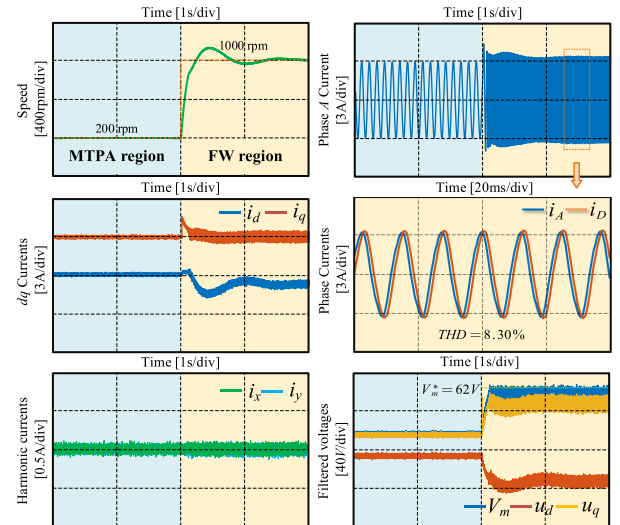 Time [1s/div]
Speed
[400rpm/div]
1000 rpm
200 rpm
MTPA region
FW region
Time [1s/div]
Phase A Current
[3A/div]
Time [1s/div]
dq Currents
[3A/div]
i_d i_q
Time [20ms/div]
Phase Currents
[3A/div]
i_A i_D
THD = 8.30%
Time [1s/div]
Harmonic currents
[0.5A/div]
i_x i_y
Time [1s/div]
Filtered voltages
[40V/div]
V_m^* = 62V
V_m u_d u_q